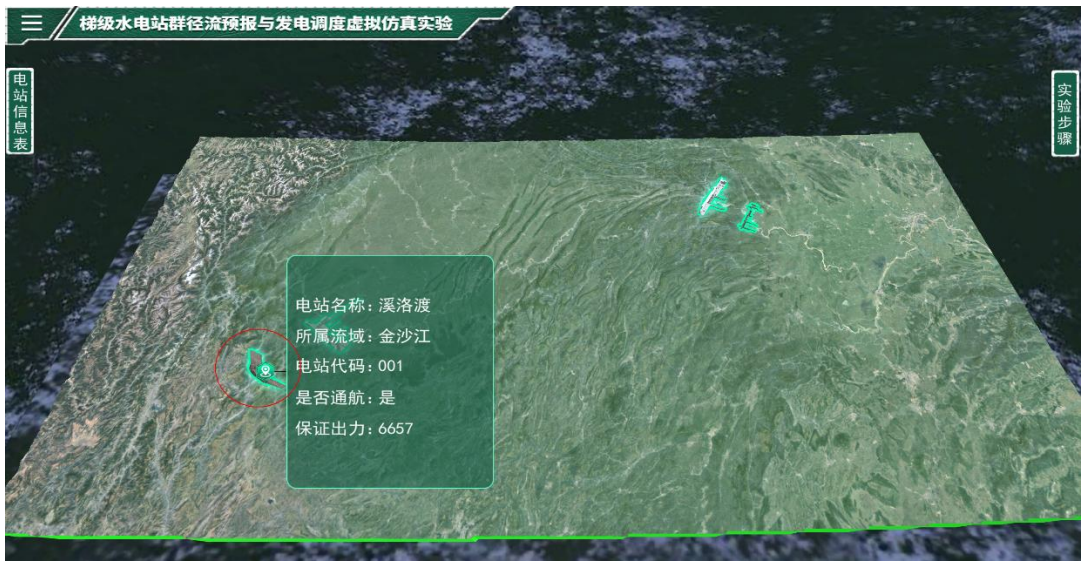 梯级水电站群径流预报与发电调度虚拟仿真实验
电站信息表
实验步骤
电站名称：溪洛渡
所属流域：金沙江
电站代码：001
是否通航：是
保证出力：6657